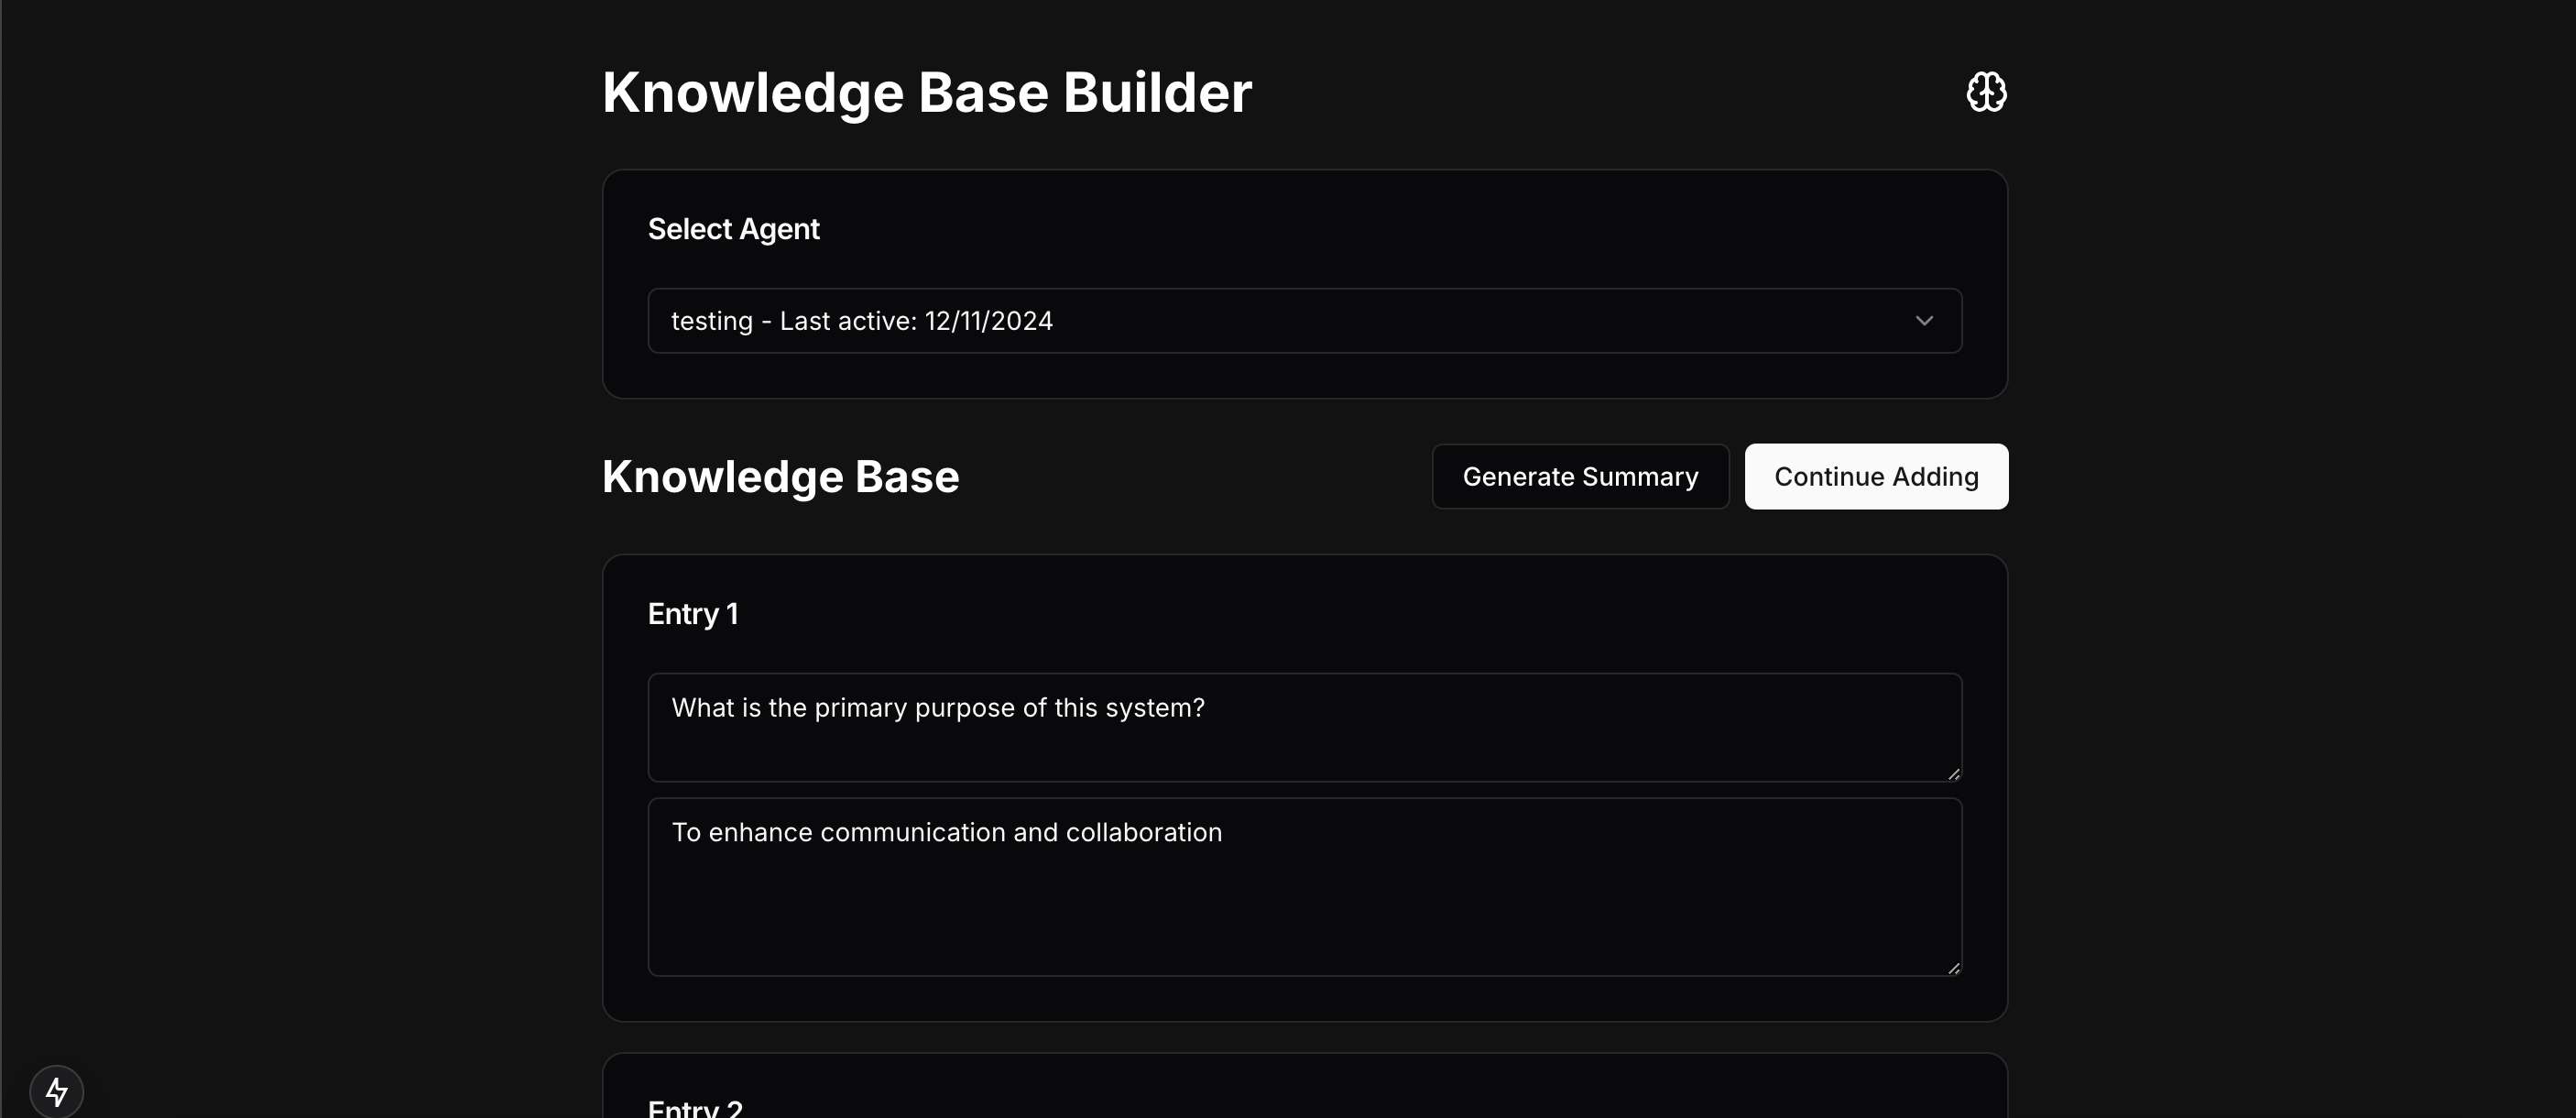 Knowledge Base Builder
Select Agent
testing - Last active: 12/11/2024
Knowledge Base
Generate Summary
Continue Adding
Entry 1
What is the primary purpose of this system?
To enhance communication and collaboration
Entry 2